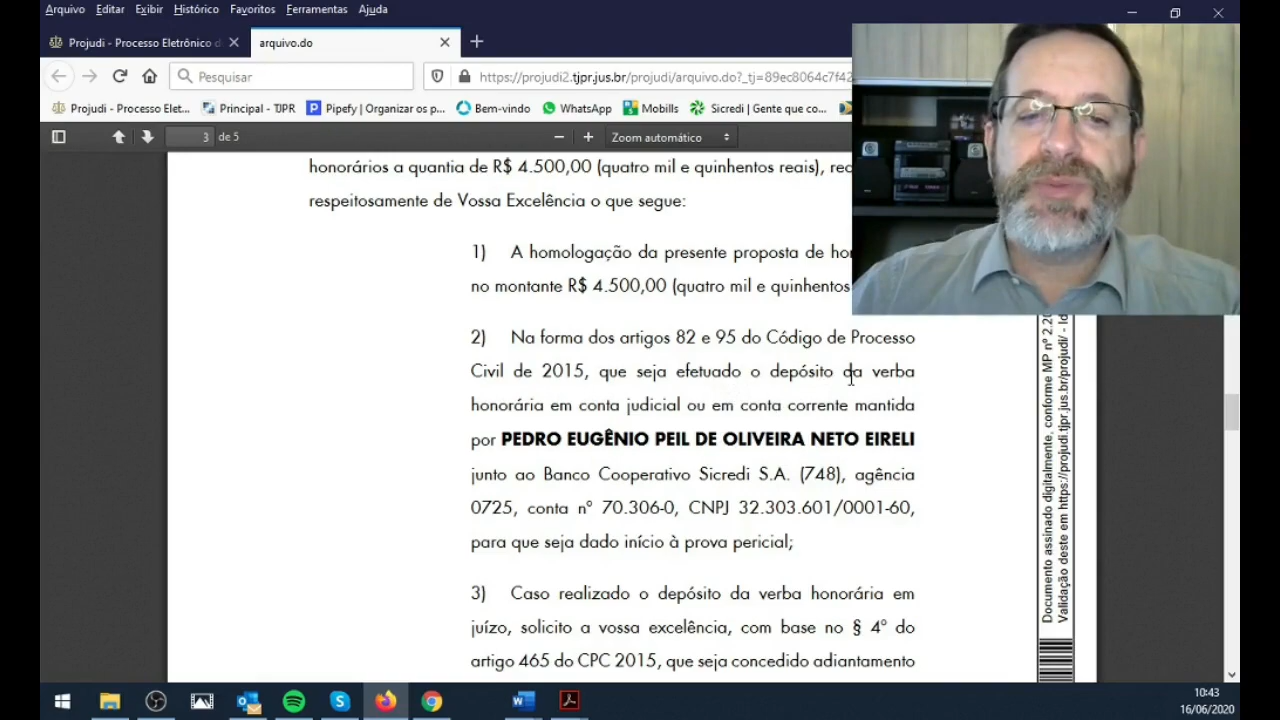 Arquivo Editar Exibir Histórico Favoritos Ferramentas Ajuda
Projudi - Processo Eletrônico d
arquivo.do
Pesquisar
https://projudi2.tjpr.jus.br/projudi/arquivo.do?_tj=89ec8064c7f42
Projudi - Processo Elet... Principal - TJPR Pipefy | Organizar os p... Bem-vindo WhatsApp Mobills Sicredi | Gente que co...
3 de 5 Zoom automático
honorários a quantia de R$ 4.500,00 (quatro mil e quinhentos reais), req
respeitosamente de Vossa Excelência o que segue:
1) A homologação da presente proposta de hon
no montante R$ 4.500,00 (quatro mil e quinhentos
2) Na forma dos artigos 82 e 95 do Código de Processo
Civil de 2015, que seja efetuado o depósito da verba
honorária em conta judicial ou em conta corrente mantida
por PEDRO EUGÊNIO PEIL DE OLIVEIRA NETO EIRELI
junto ao Banco Cooperativo Sicredi S.A. (748), agência
0725, conta nº 70.306-0, CNPJ 32.303.601/0001-60,
para que seja dado início à prova pericial;
3) Caso realizado o depósito da verba honorária em
juízo, solicito a vossa excelência, com base no § 4º do
artigo 465 do CPC 2015, que seja concedido adiantamento
Documento assinado digitalmente, conforme MP nº 2.20
Validação deste em https://projudi.tjpr.jus.br/projudi/ - Id
10:43
16/06/2020